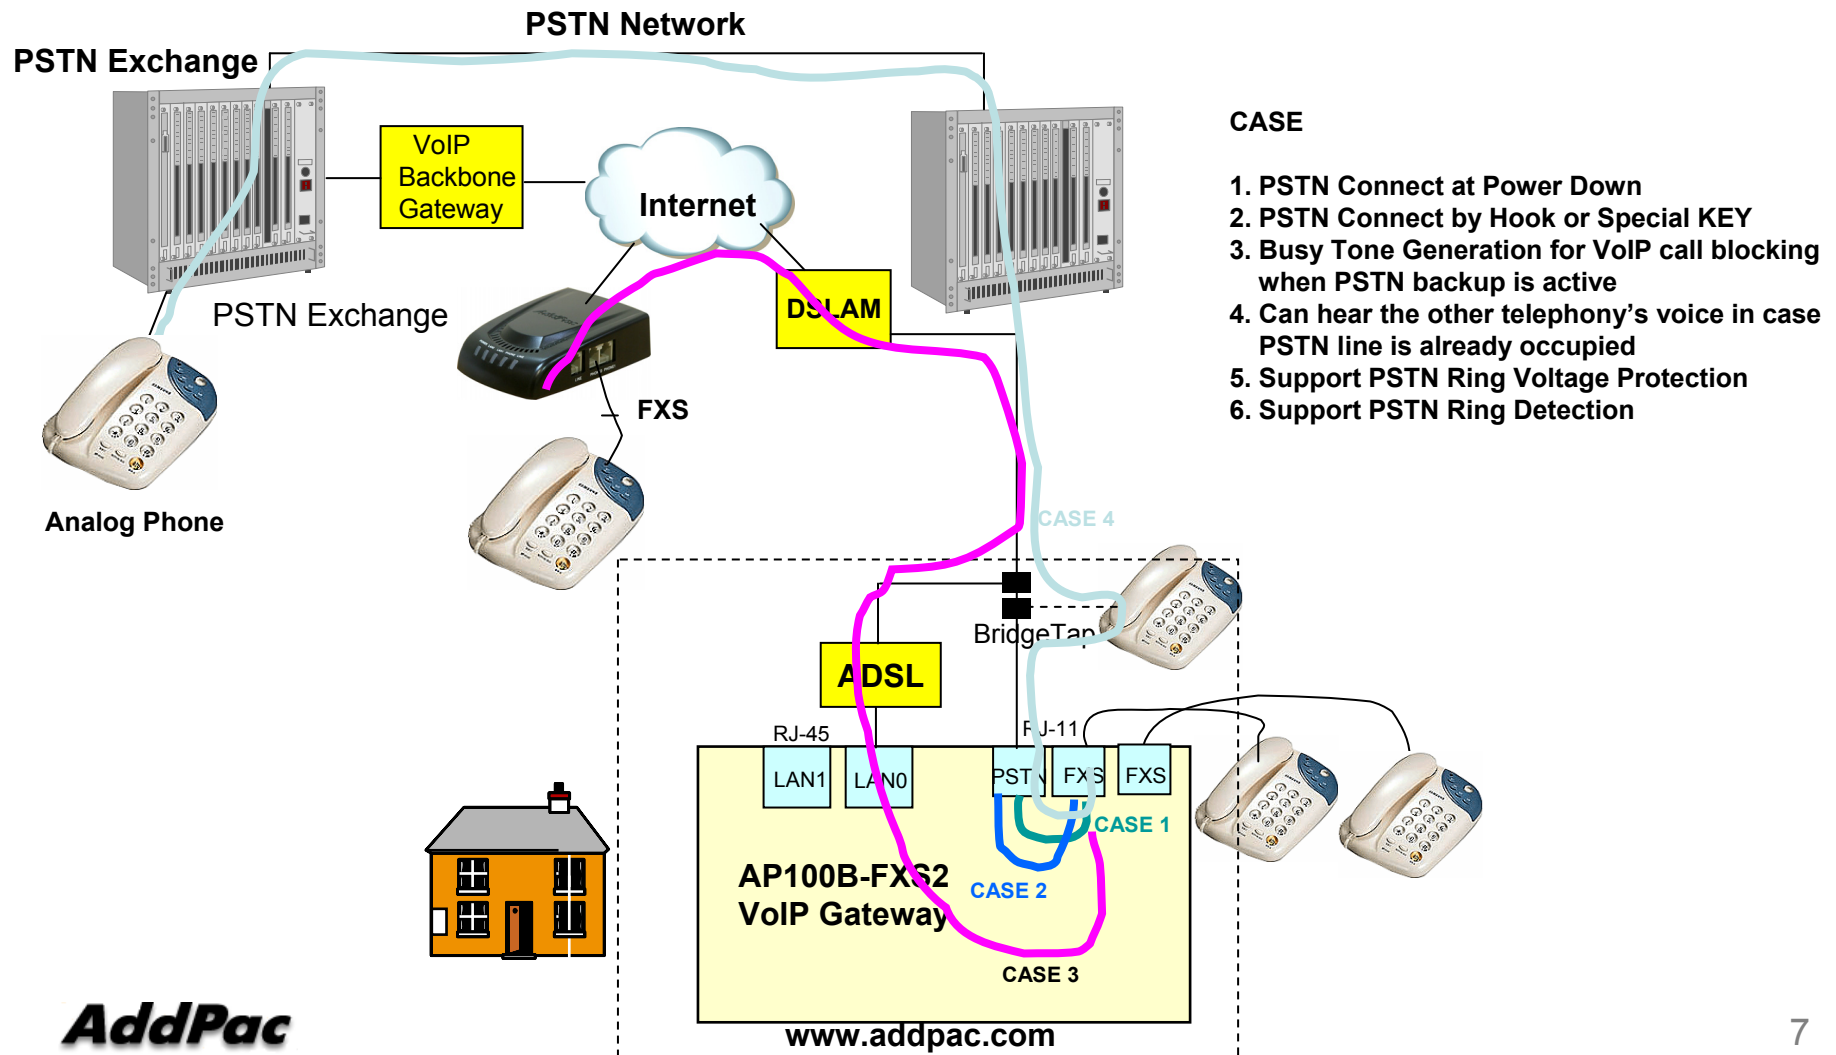 PSTN Network
PSTN Exchange
VoIP
Backbone
Gateway
Internet
PSTN Exchange
DSLAM
FXS
Analog Phone
CASE
1. PSTN Connect at Power Down
2. PSTN Connect by Hook or Special KEY
3. Busy Tone Generation for VoIP call blocking
when PSTN backup is active
4. Can hear the other telephony's voice in case
PSTN line is already occupied
5. Support PSTN Ring Voltage Protection
6. Support PSTN Ring Detection
CASE 4
BridgeTap
ADSL
RJ-45
RJ-11
LAN1
LAN0
PSTN
FXS
FXS
CASE 1
CASE 2
AP100B-FXS2
VoIP Gateway
CASE 3
AddPac
www.addpac.com
7